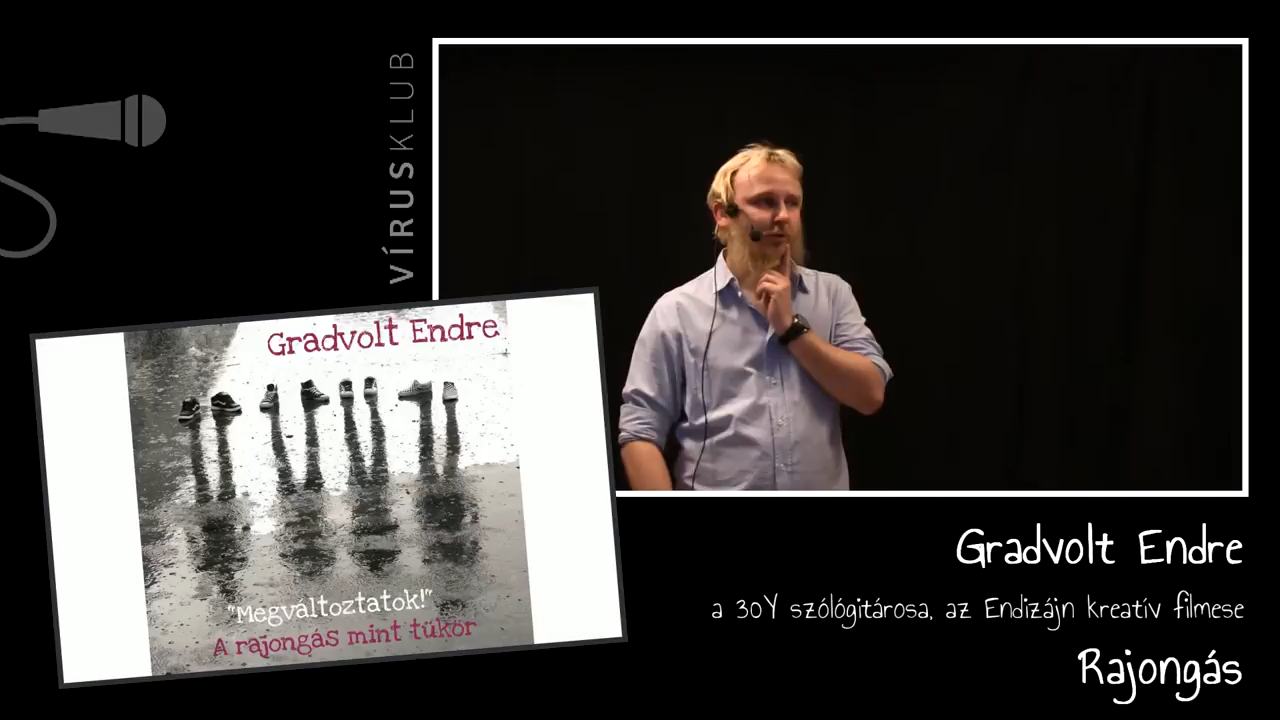 VÍRUSKLUB
Gradvolt Endre
"Megváltoztatok!"
A rajongás mint tükör
Gradvolt Endre
a 30Y szólógitárosa, az Endizájn kreatív filmese
Rajongás